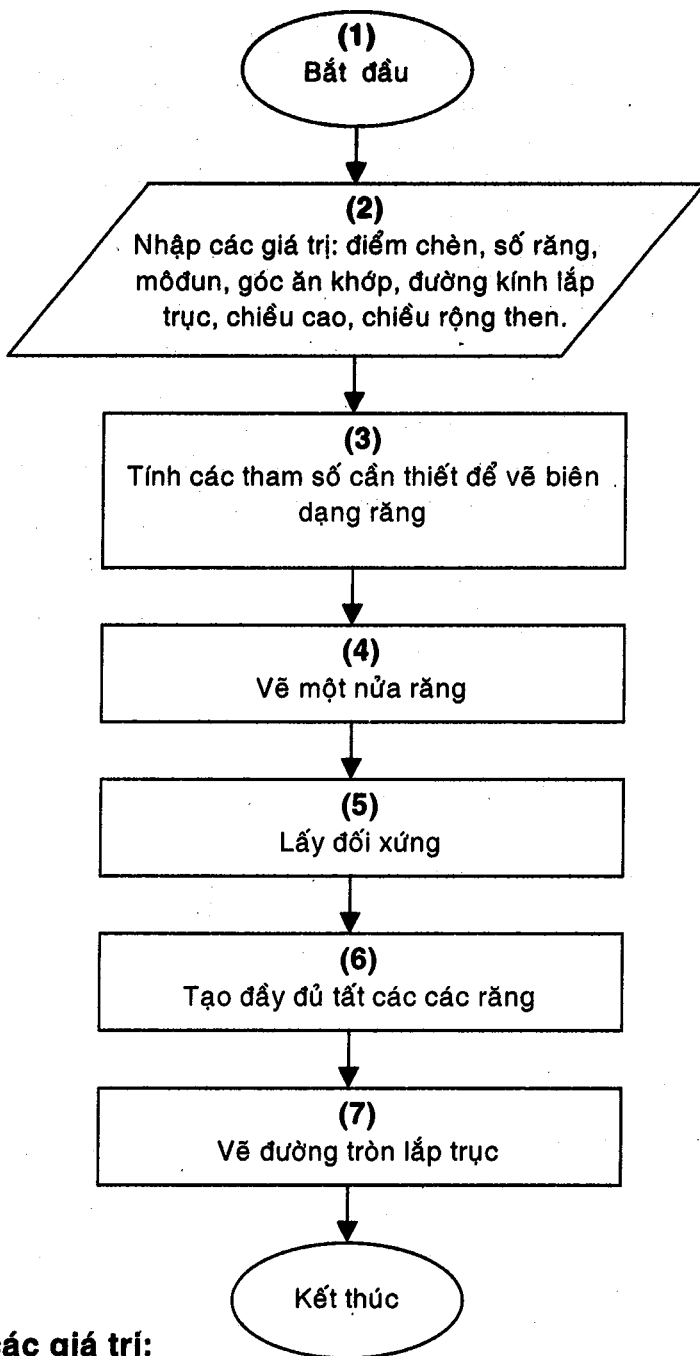 (1)
Bắt đầu
(2)
Nhập các giá trị: điểm chèn, số răng,
môđun, góc ăn khớp, đường kính lắp
trục, chiều cao, chiều rộng then.
(3)
Tính các tham số cần thiết để vẽ biên
dạng răng
(4)
Vẽ một nửa răng
(5)
Lấy đối xứng
(6)
Tạo đầy đủ tất các các răng
(7)
Vẽ đường tròn lắp trục
Kết thúc
các giá trí: